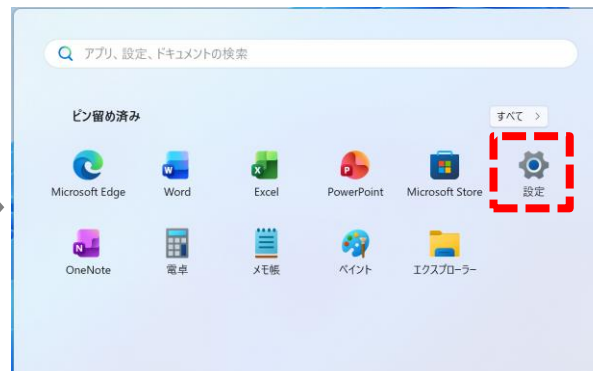 アプリ、設定、ドキュメントの検索
ピン留め済み
すべて >
Microsoft Edge
Word
Excel
PowerPoint
Microsoft Store
設定
OneNote
電卓
メモ帳
ペイント
エクスプローラー